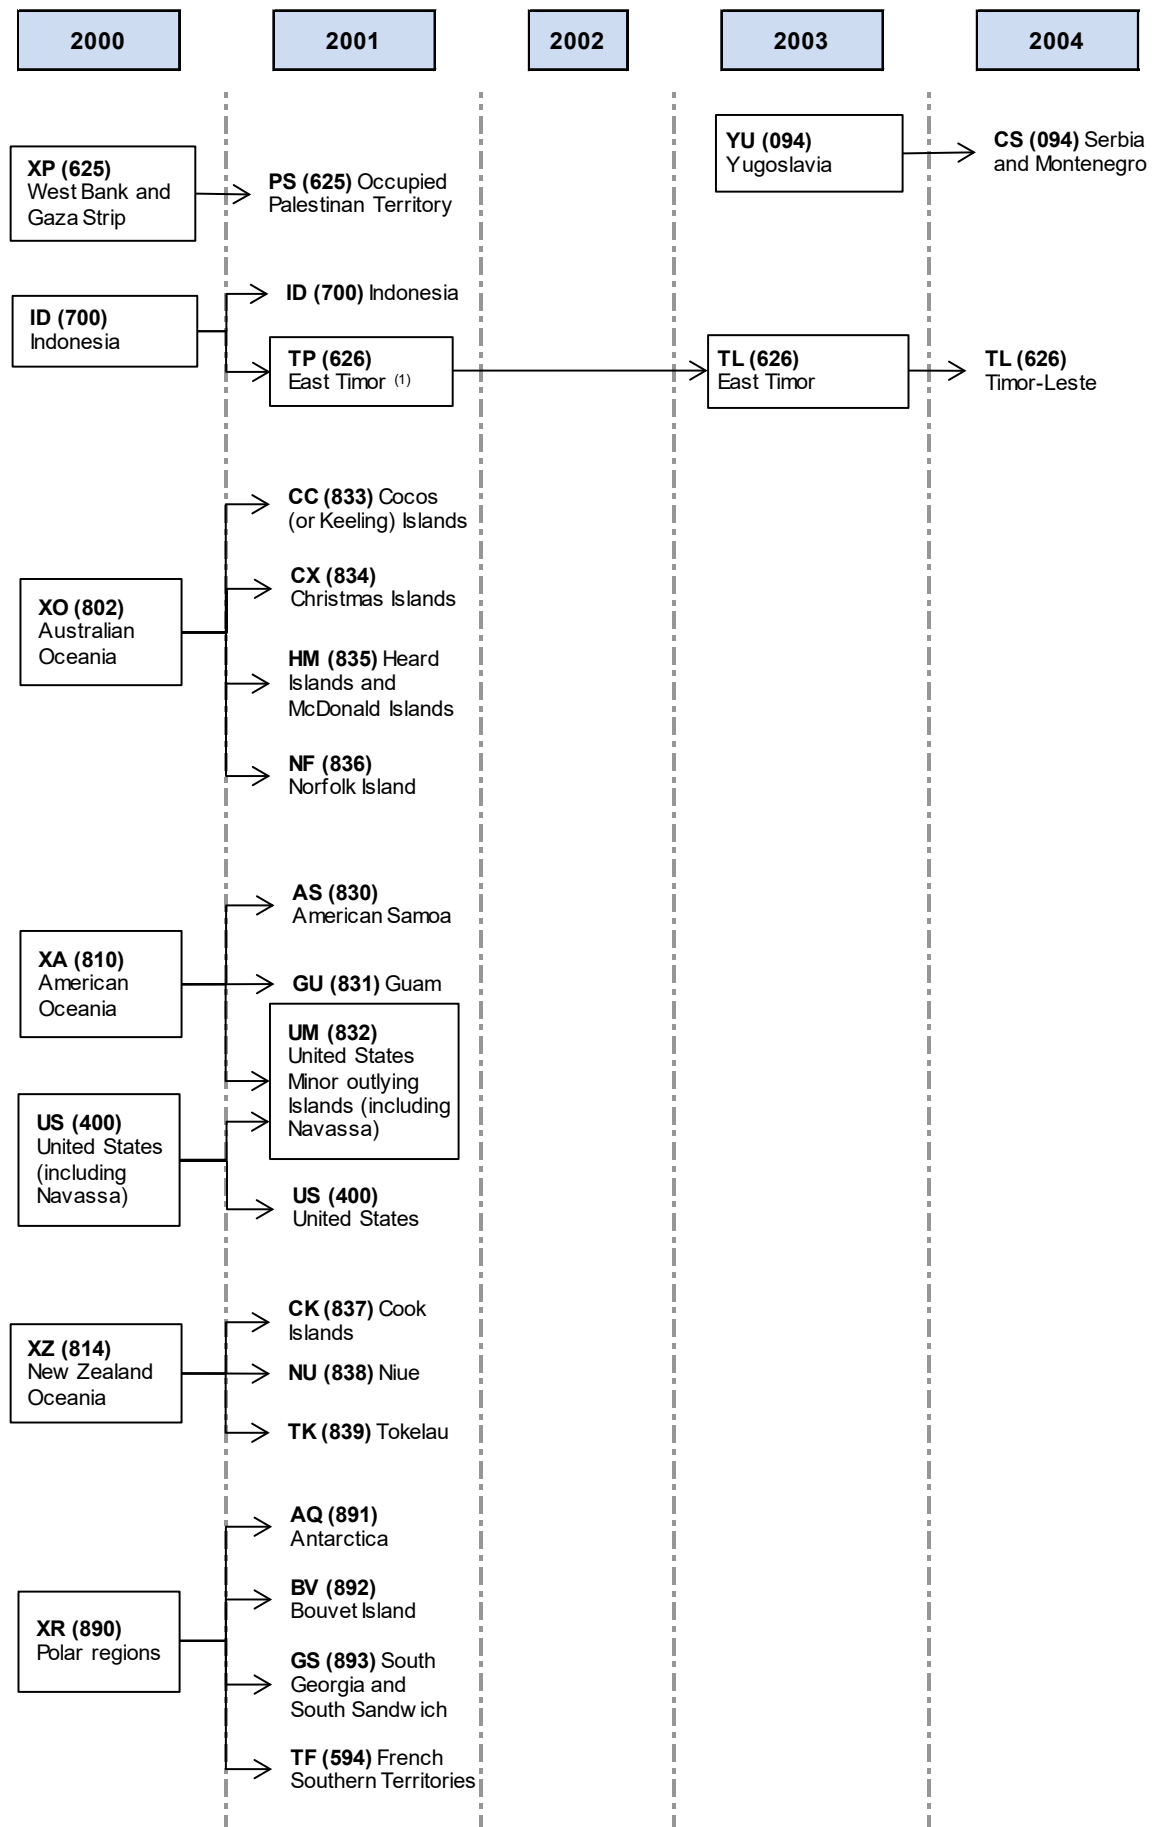 2000
2001
2002
2003
2004
XP (625)
West Bank and
Gaza Strip
PS (625) Occupied
Palestinan Territory
YU (094)
Yugoslavia
CS (094) Serbia
and Montenegro
ID (700)
Indonesia
ID (700) Indonesia
TP (626)
East Timor (1)
TL (626)
East Timor
TL (626)
Timor-Leste
XO (802)
Australian
Oceania
CC (833) Cocos
(or Keeling) Islands
CX (834)
Christmas Islands
HM (835) Heard
Islands and
McDonald Islands
NF (836)
Norfolk Island
XA (810)
American
Oceania
AS (830)
American Samoa
GU (831) Guam
UM (832)
United States
Minor outlying
Islands (including
Navassa)
US (400)
United States
(including
Navassa)
US (400)
United States
XZ (814)
New Zealand
Oceania
CK (837) Cook
Islands
NU (838) Niue
TK (839) Tokelau
XR (890)
Polar regions
AQ (891)
Antarctica
BV (892)
Bouvet Island
GS (893) South
Georgia and
South Sandwich
TF (594) French
Southern Territories